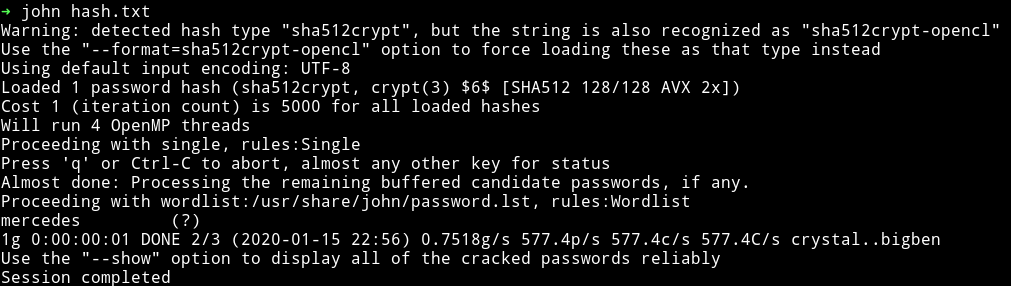 ➜ john hash.txt
Warning: detected hash type "sha512crypt", but the string is also recognized as "sha512crypt-opencl"
Use the "--format=sha512crypt-opencl" option to force loading these as that type instead
Using default input encoding: UTF-8
Loaded 1 password hash (sha512crypt, crypt(3) $6$ [SHA512 128/128 AVX 2x])
Cost 1 (iteration count) is 5000 for all loaded hashes
Will run 4 OpenMP threads
Proceeding with single, rules:Single
Press 'q' or Ctrl-C to abort, almost any other key for status
Almost done: Processing the remaining buffered candidate passwords, if any.
Proceeding with wordlist:/usr/share/john/password.lst, rules:Wordlist
mercedes         (?)
1g 0:00:00:01 DONE 2/3 (2020-01-15 22:56) 0.7518g/s 577.4p/s 577.4c/s 577.4C/s crystal..bigben
Use the "--show" option to display all of the cracked passwords reliably
Session completed